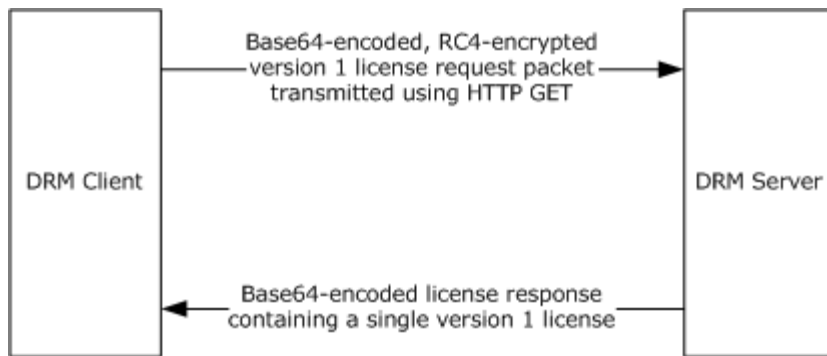 Base64-encoded, RC4-encrypted
version 1 license request packet
transmitted using HTTP GET
DRM Client
DRM Server
Base64-encoded license response
containing a single version 1 license